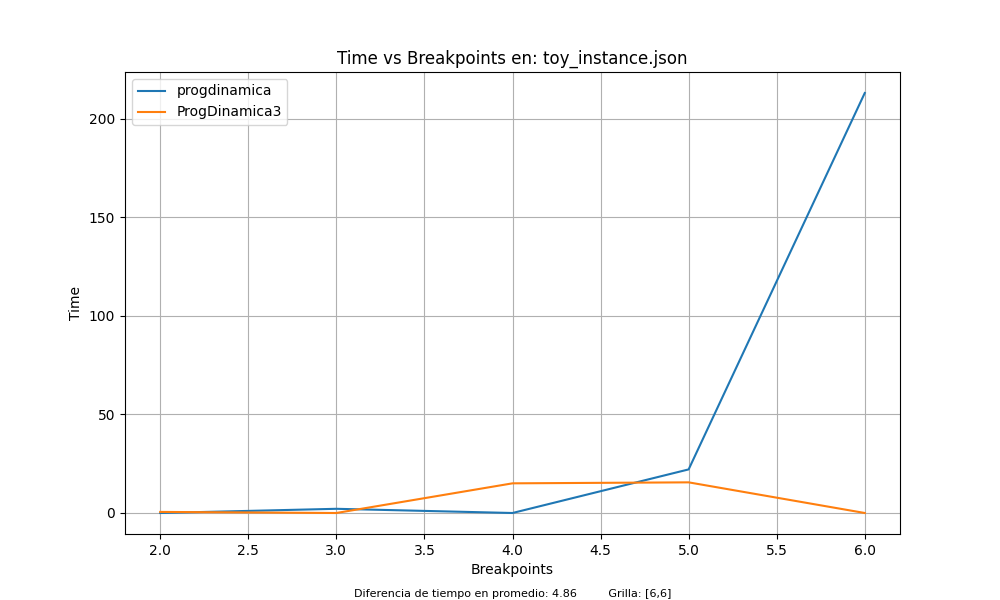 Time vs Breakpoints en: toy_instance.json
progdinamica
ProgDinamica3
200
150
100
50
0
Time
2.0 2.5 3.0 3.5 4.0 4.5 5.0 5.5 6.0
Breakpoints
Diferencia de tiempo en promedio: 4.86 Grilla: [6,6]